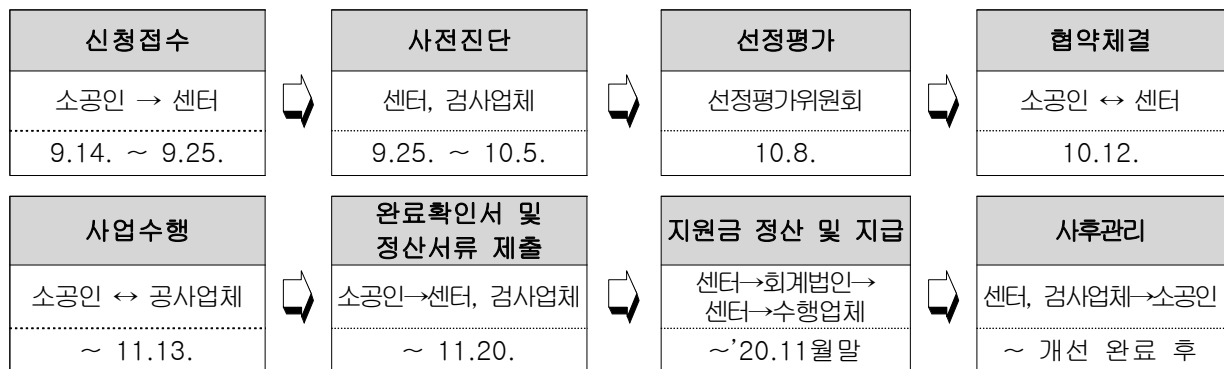 신청접수
소공인 → 센터
9.14. ~ 9.25.
사전진단
센터, 검사업체
9.25. ~ 10.5.
선정평가
선정평가위원회
10.8.
협약체결
소공인 ↔ 센터
10.12.
사업수행
소공인 ↔ 공사업체
~ 11.13.
완료확인서 및
정산서류 제출
소공인→센터, 검사업체
~ 11.20.
지원금 정산 및 지급
센터→회계법인→
센터→수행업체
~’20.11월말
사후관리
센터, 검사업체→소공인
~ 개선 완료 후